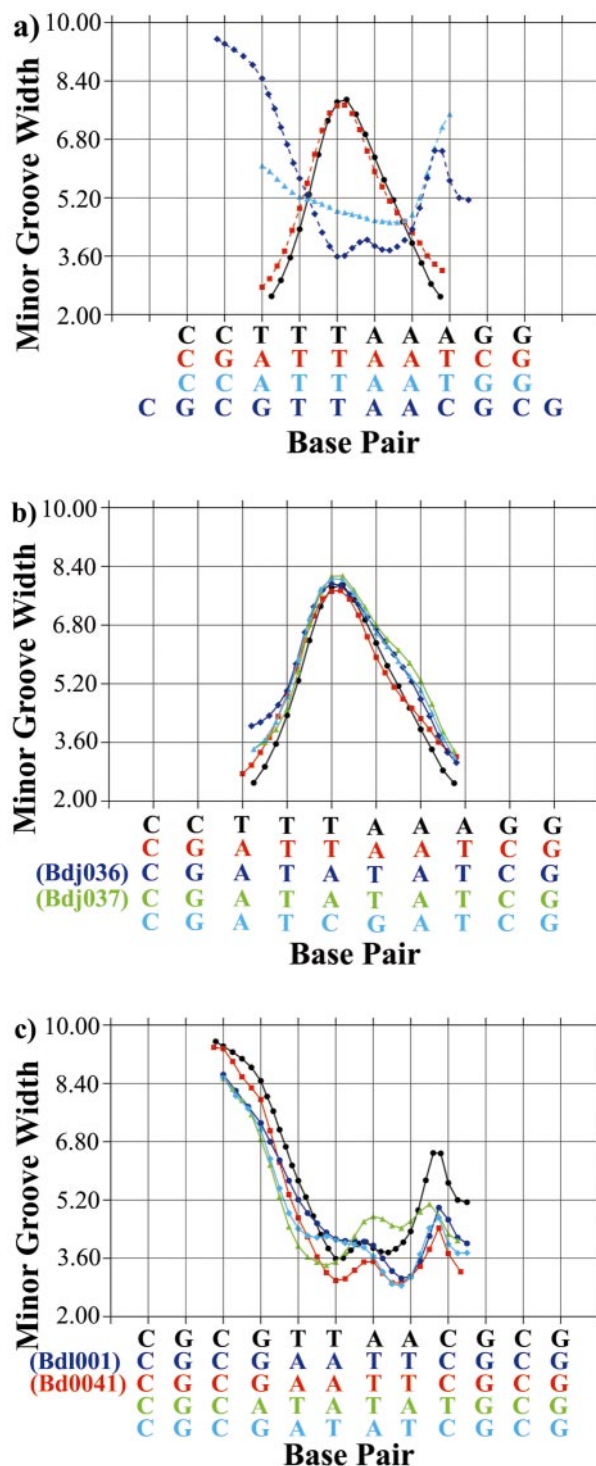 a)
Minor Groove Width
10.00
8.40
6.80
5.20
3.60
2.00
C C T T T A A A G G
C G A T T A A T C G
C C A T T A A T G G
C G C G T T A A C G C G
Base Pair
b)
Minor Groove Width
10.00
8.40
6.80
5.20
3.60
2.00
C C T T T A A A G G
C G A T T A A T C G
(Bdj036) C G A T A T A T C G
(Bdj037) C G A T A T A T C G
C G A T C G A T C G
Base Pair
c)
Minor Groove Width
10.00
8.40
6.80
5.20
3.60
2.00
C G C G T T A A C G C G
(Bdl001) C G C G A A T T C G C G
(Bd0041) C G C G A A T T C G C G
C G C A T A T A T G C G
C G C G A T A T C G C G
Base Pair